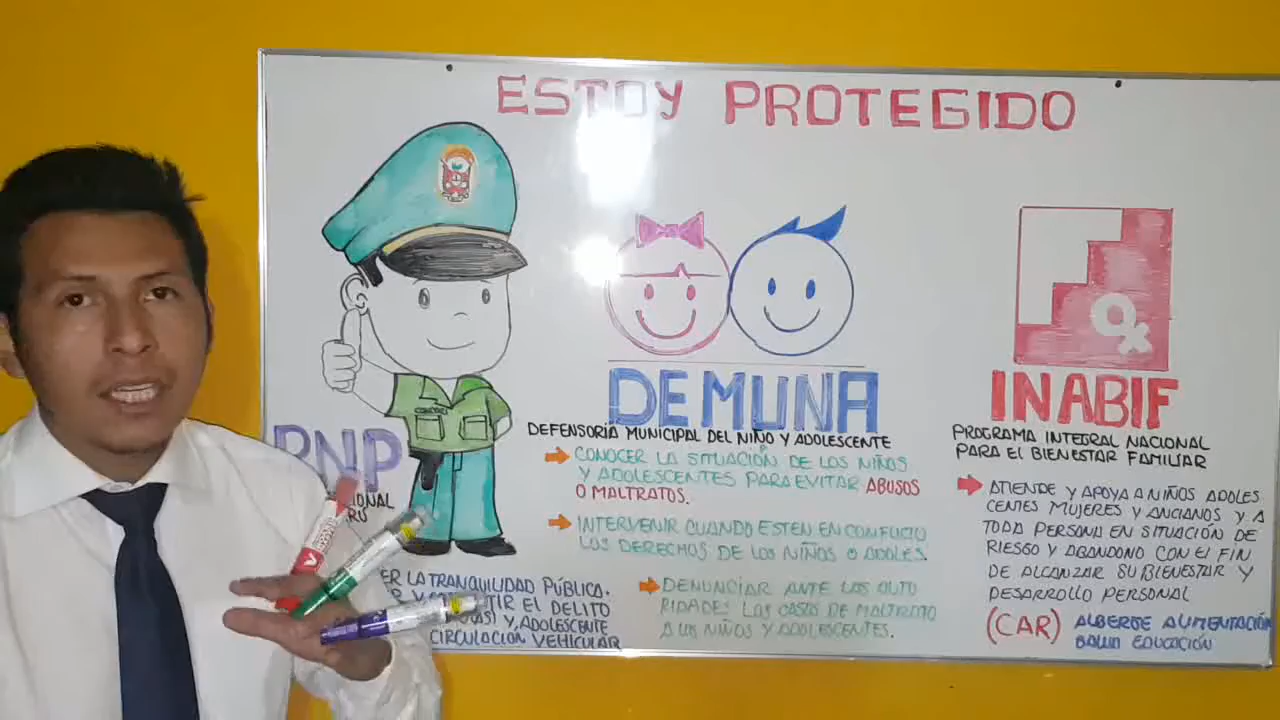 ESTOY PROTEGIDO
PNP
DEMUNA
DEFENSORÍA MUNICIPAL DEL NIÑO Y ADOLESCENTE
CONOCER LA SITUACIÓN DE LOS NIÑOS
Y ADOLESCENTES PARA EVITAR ABUSOS
O MALTRATOS.
INTERVENIR CUANDO ESTEN EN CONFLICTO
LOS DERECHOS DE LOS NIÑOS O ADOLES.
DENUNCIAR ANTE LAS AUTO
RIDADES LOS CASOS DE MALTRATO
A LOS NIÑOS Y ADOLESCENTES.
INABIF
PROGRAMA INTEGRAL NACIONAL
PARA EL BIENESTAR FAMILIAR
ATIENDE Y APOYA A NIÑOS ADOLES
CENTES MUJERES Y ANCIANOS Y A
TODA PERSONA EN SITUACIÓN DE
RIESGO Y ABANDONO CON EL FIN
DE ALCANZAR SU BIENESTAR Y
DESARROLLO PERSONAL
(CAR) ALBERGE ALIMENTACIÓN
SALUD EDUCACIÓN
LA TRANQUILIDAD PÚBLICA.
EL DELITO
Y ADOLESCENTE
CIRCULACIÓN VEHICULAR